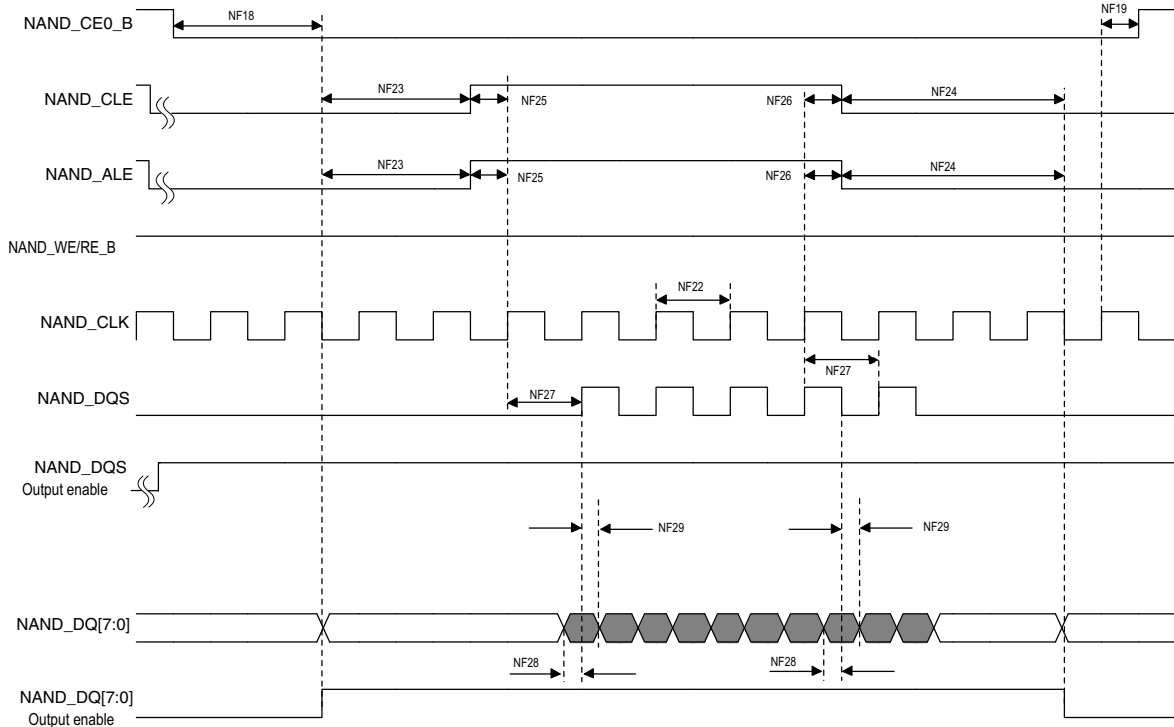 NAND_CE0_B
NF18
NF19
NAND_CLE
NF23
NF25
NF26
NF24
NAND_ALE
NF23
NF25
NF26
NF24
NAND_WE/RE_B
NAND_CLK
NF22
NAND_DQS
NF27
NF27
NAND_DQS
Output enable
NF29
NF29
NAND_DQ[7:0]
NF28
NF28
NAND_DQ[7:0]
Output enable